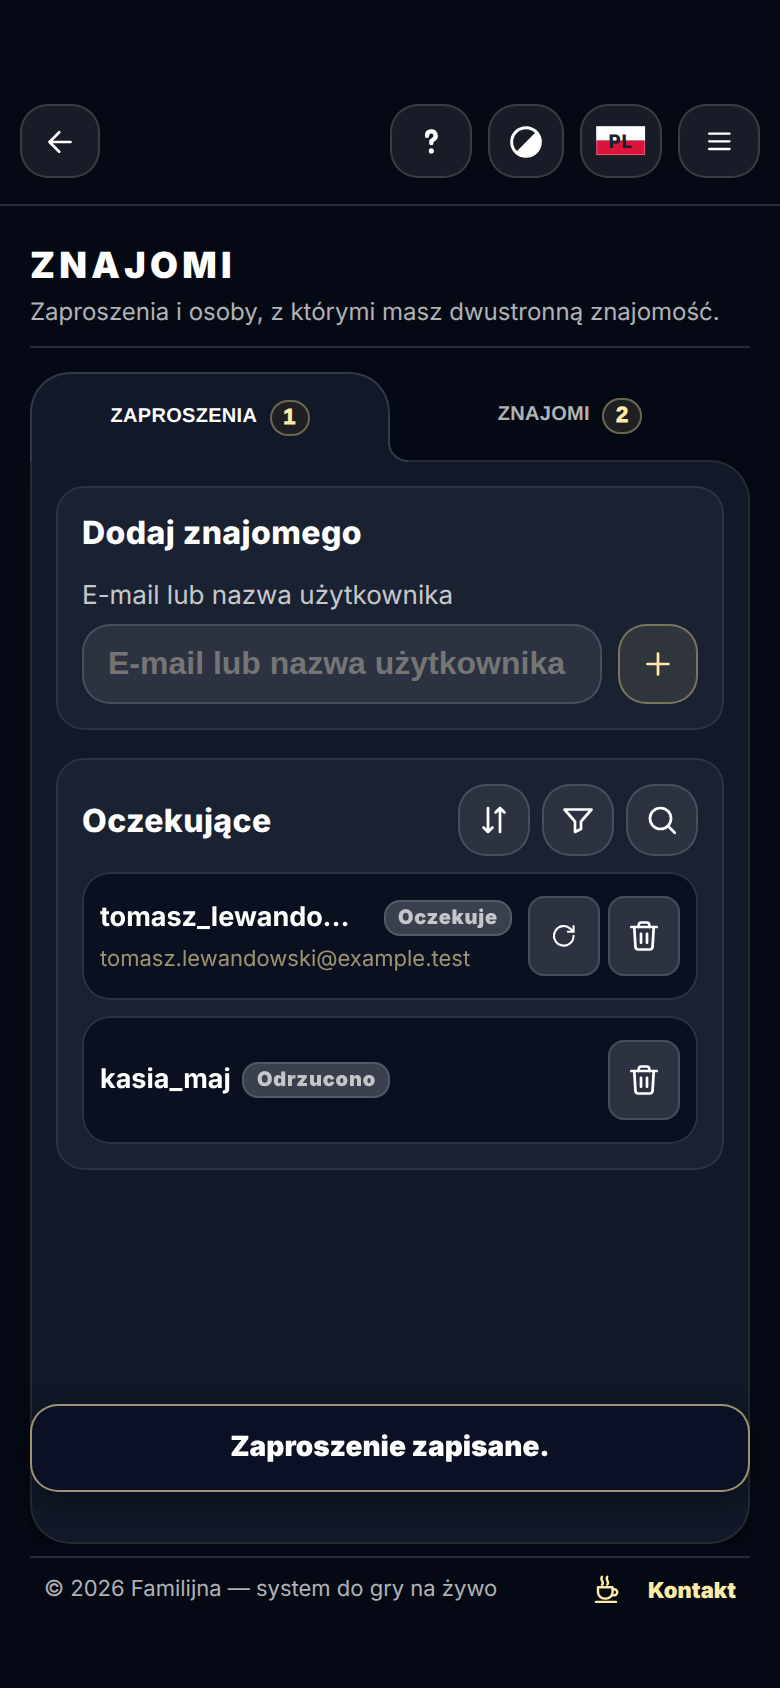 ?
PL
ZNAJOMI
Zaproszenia i osoby, z którymi masz dwustronną znajomość.
ZAPROSZENIA 1
ZNAJOMI 2
Dodaj znajomego
E-mail lub nazwa użytkownika
E-mail lub nazwa użytkownika
Oczekujące
tomasz_lewando... Oczekuje
tomasz.lewandowski@example.test
kasia_maj Odrzucono
Zaproszenie zapisane.
© 2026 Familijna — system do gry na żywo Kontakt